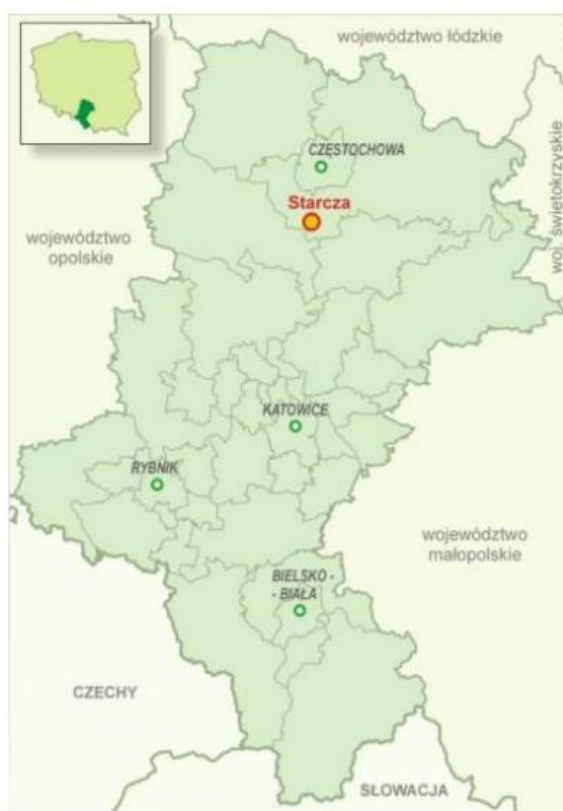 województwo łódzkie
CZĘSTOCHOWA
Starcza
woj. świętokrzyskie
województwo
opolskie
KATOWICE
RYBNIK
województwo
małopolskie
BIELSKO -
- BIAŁA
CZECHY
SŁOWACJA